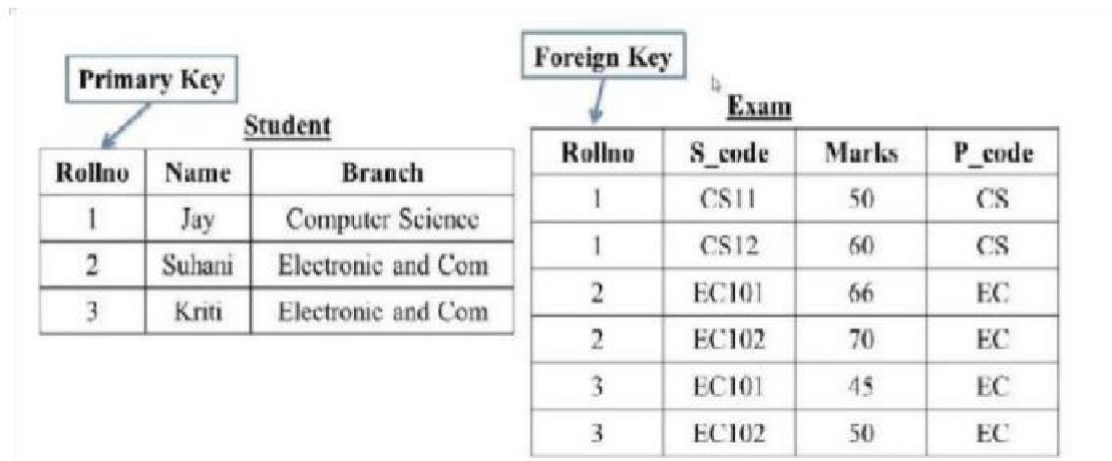 Primary Key
Student
Rollno Name Branch
1 Jay Computer Science
2 Suhani Electronic and Com
3 Kriti Electronic and Com
Foreign Key
Exam
Rollno S_code Marks P_code
1 CS11 50 CS
1 CS12 60 CS
2 EC101 66 EC
2 EC102 70 EC
3 EC101 45 EC
3 EC102 50 EC